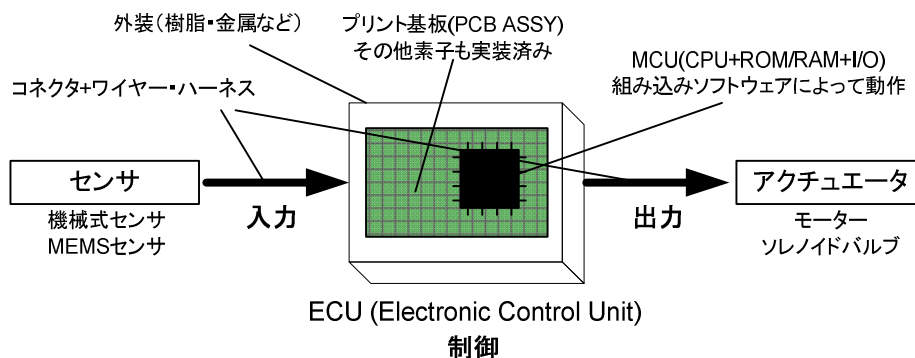 外装(樹脂・金属など)
プリント基板(PCB ASSY)
その他素子も実装済み
MCU(CPU+ROM/RAM+I/O)
組み込みソフトウェアによって動作
コネクタ+ワイヤー・ハーネス
センサ
機械式センサ
MEMSセンサ
入力
出力
アクチュエータ
モーター
ソレノイドバルブ
ECU (Electronic Control Unit)
制御